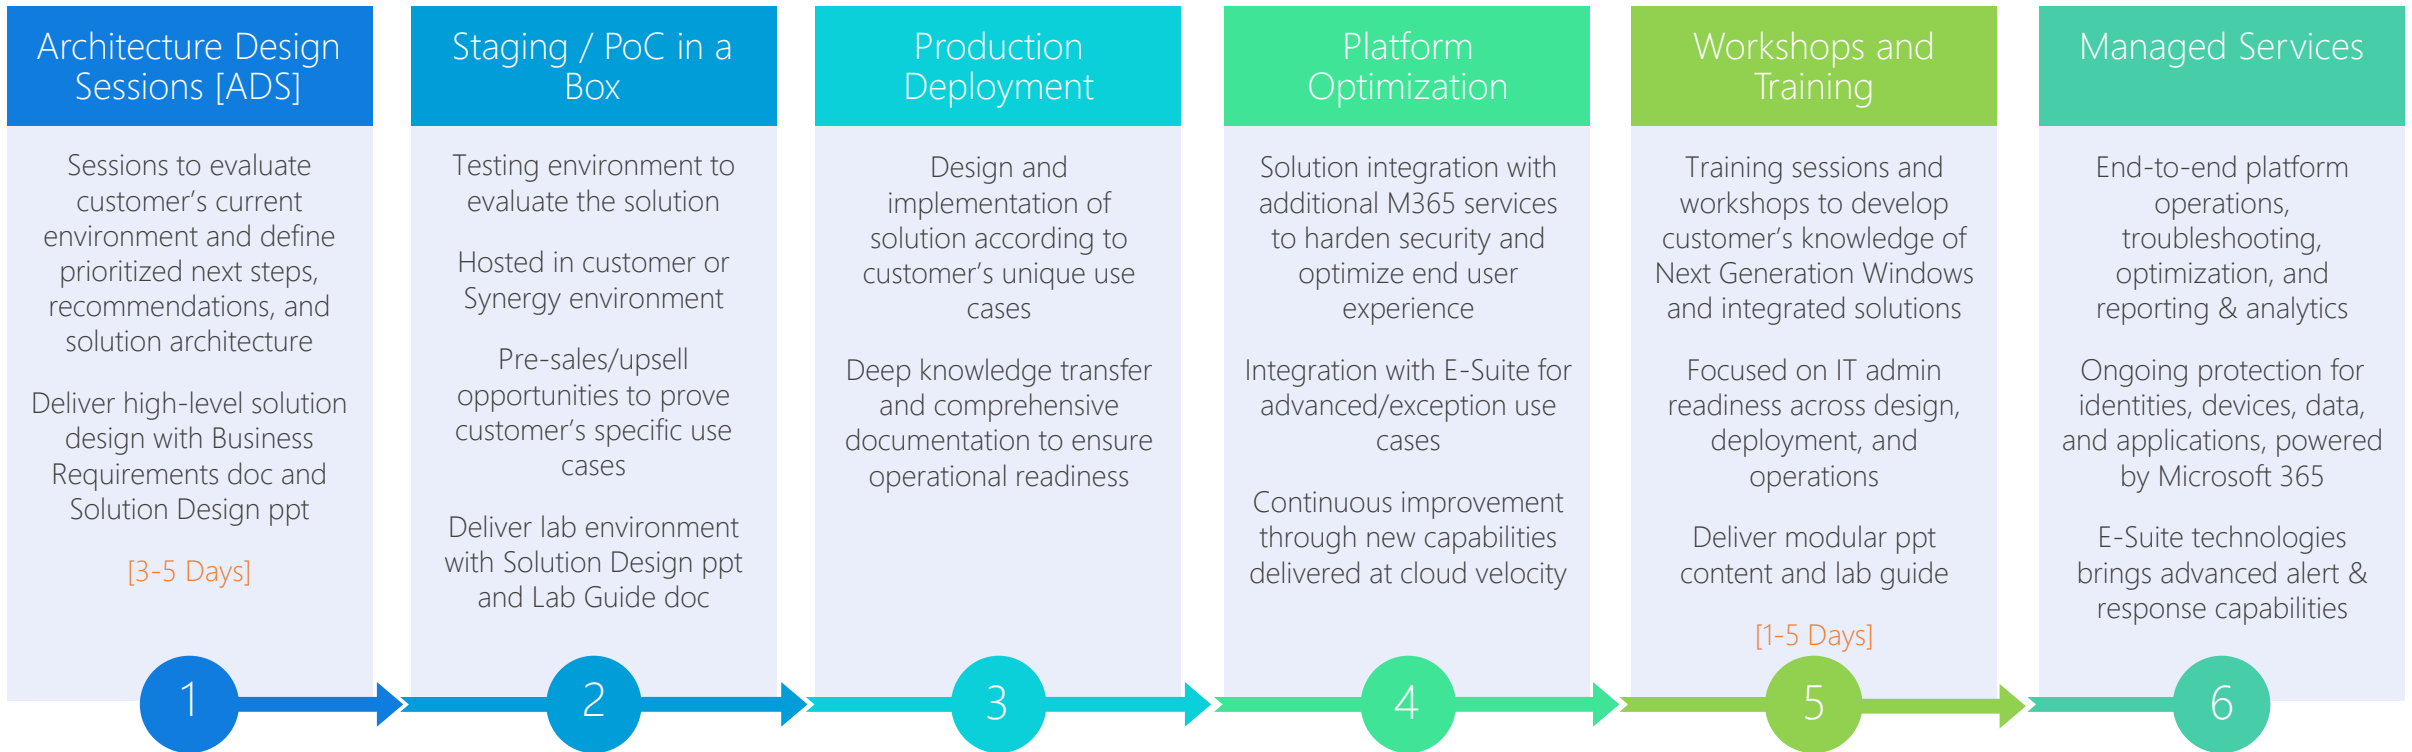 Architecture Design
Sessions [ADS]
Sessions to evaluate
customer's current
environment and define
prioritized next steps,
recommendations, and
solution architecture
Deliver high-level solution
design with Business
Requirements doc and
Solution Design ppt
[3-5 Days]
1
Staging / PoC in a
Box
Testing environment to
evaluate the solution
Hosted in customer or
Synergy environment
Pre-sales/upsell
opportunities to prove
customer's specific use
cases
Deliver lab environment
with Solution Design ppt
and Lab Guide doc
2
Production
Deployment
Design and
implementation of
solution according to
customer's unique use
cases
Deep knowledge transfer
and comprehensive
documentation to ensure
operational readiness
3
Platform
Optimization
Solution integration with
additional M365 services
to harden security and
optimize end user
experience
Integration with E-Suite for
advanced/exception use
cases
Continuous improvement
through new capabilities
delivered at cloud velocity
4
Workshops and
Training
Training sessions and
workshops to develop
customer's knowledge of
Next Generation Windows
and integrated solutions
Focused on IT admin
readiness across design,
deployment, and
operations
Deliver modular ppt
content and lab guide
[1-5 Days]
5
Managed Services
End-to-end platform
operations,
troubleshooting,
optimization, and
reporting & analytics
Ongoing protection for
identities, devices, data,
and applications, powered
by Microsoft 365
E-Suite technologies
brings advanced alert &
response capabilities
6